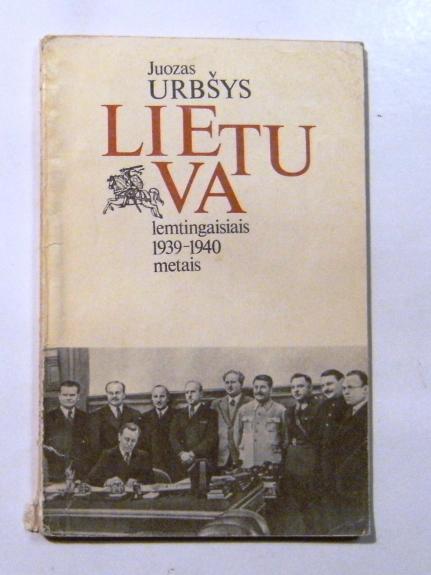 Juozas
URBŠYS
LIETU
VA
lemtingaisiais
1939-1940
metais